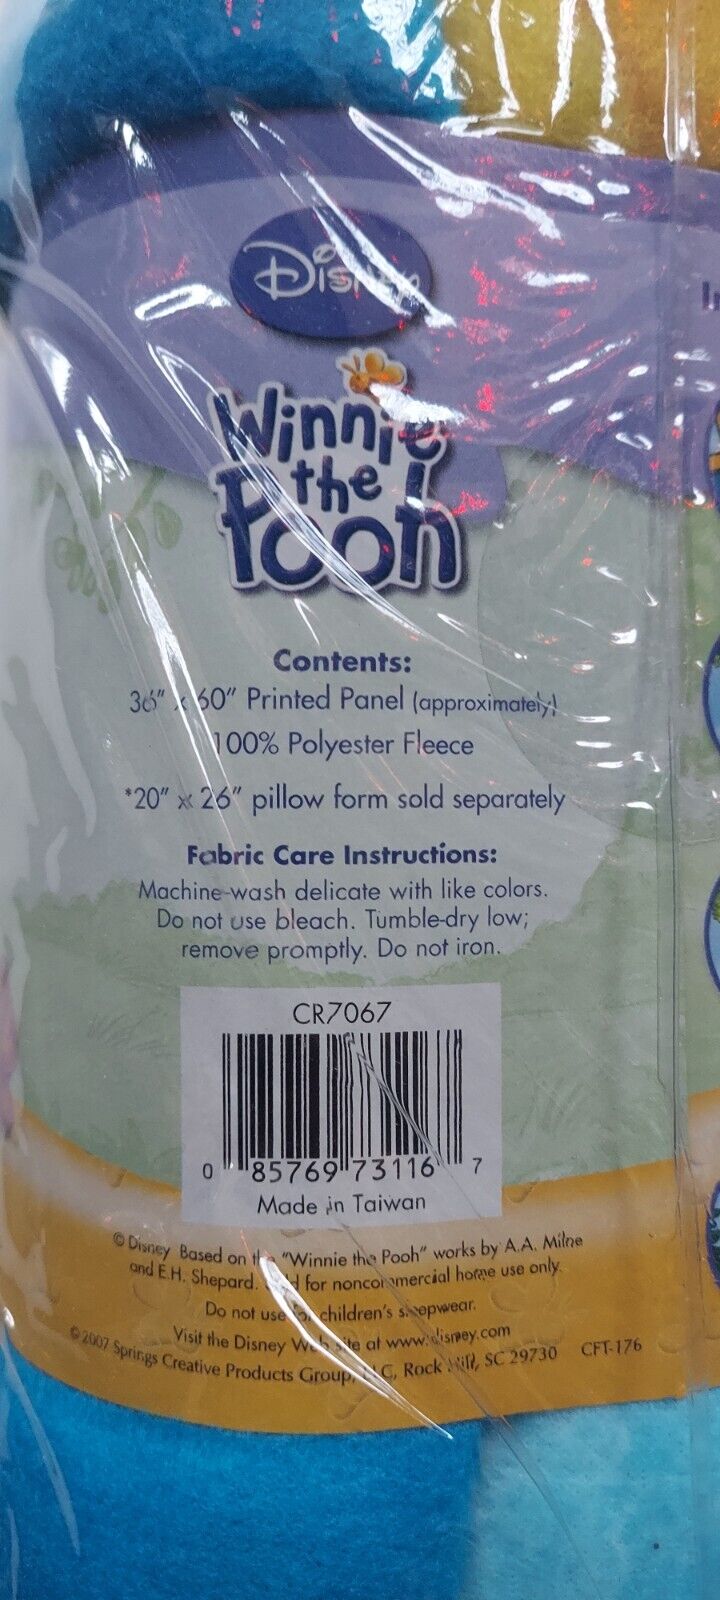 Disney
Winnie
the
Pooh
Contents:
36" x 60" Printed Panel (approximately)
100% Polyester Fleece
*20" x 26" pillow form sold separately
Fabric Care Instructions:
Machine-wash delicate with like colors.
Do not use bleach. Tumble-dry low;
remove promptly. Do not iron.
CR7067
0 85769 73116 7
Made in Taiwan
© Disney Based on the "Winnie the Pooh" works by A.A. Milne
and E.H. Shepard. for noncommercial home use only.
Do not use for children's sleepwear.
Visit the Disney Web site at www.disney.com
© 2007 Springs Creative Products Group, LLC, Rock Hill, SC 29730 CFT-176